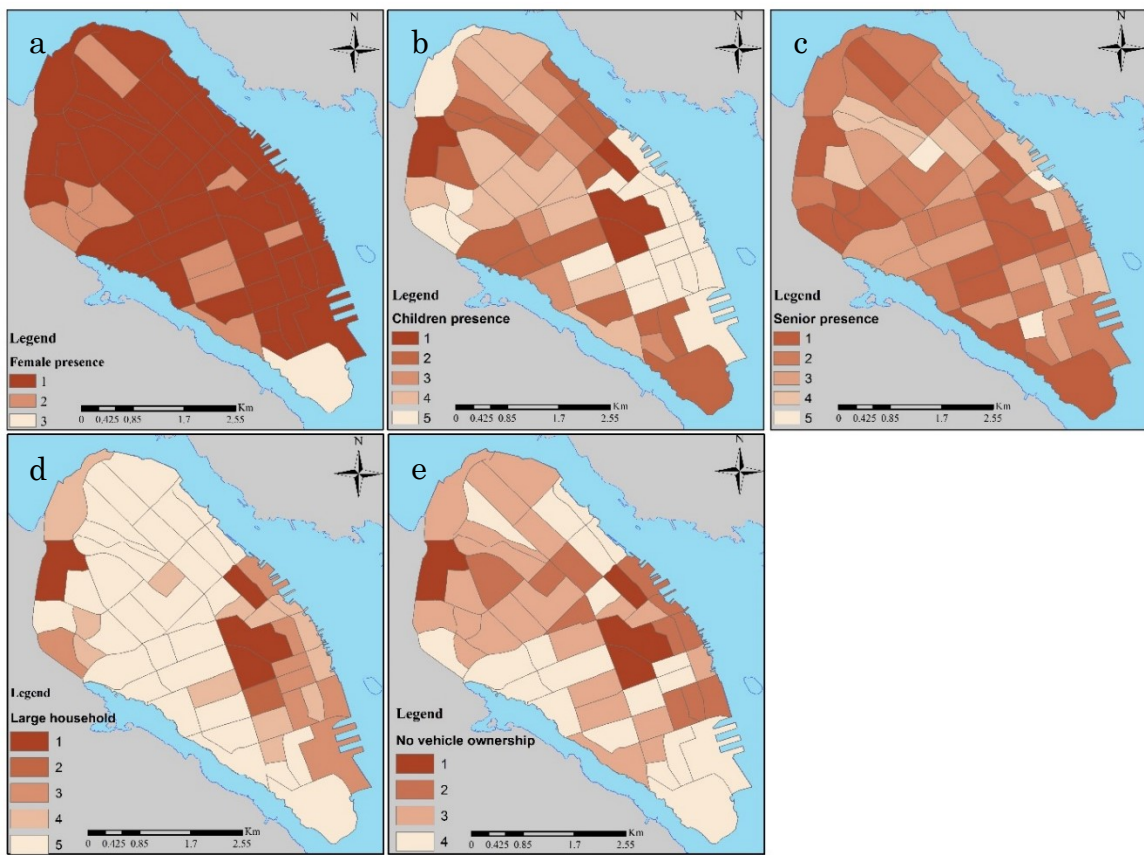 a
N
Legend
Female presence
1
2
3
Km
0 0.425 0.85 1.7 2.55
b
N
Legend
Children presence
1
2
3
4
5
Km
0 0.425 0.85 1.7 2.55
c
N
Legend
Senior presence
1
2
3
4
5
Km
0 0.425 0.85 1.7 2.55
d
N
Legend
Large household
1
2
3
4
5
Km
0 0.425 0.85 1.7 2.55
e
N
Legend
No vehicle ownership
1
2
3
4
Km
0 0.425 0.85 1.7 2.55